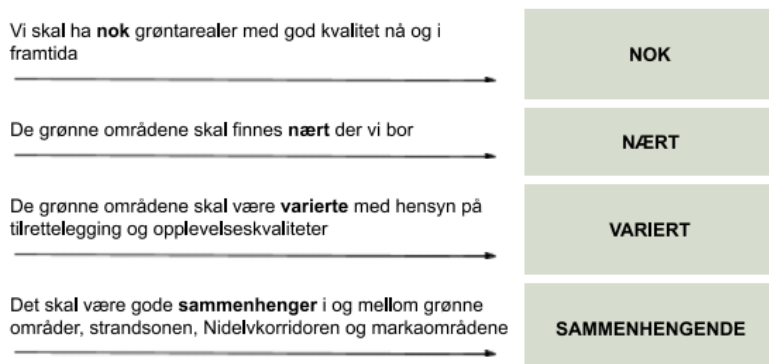 Vi skal ha nok grøntarealer med god kvalitet nå og i
framtida
NOK
De grønne områdene skal finnes nært der vi bor
NÆRT
De grønne områdene skal være varierte med hensyn på
tilrettelegging og opplevelseskvaliteter
VARIERT
Det skal være gode sammenhenger i og mellom grønne
områder, strandsonen, Nidelvkorridoren og markaområdene
SAMMENHENGENDE